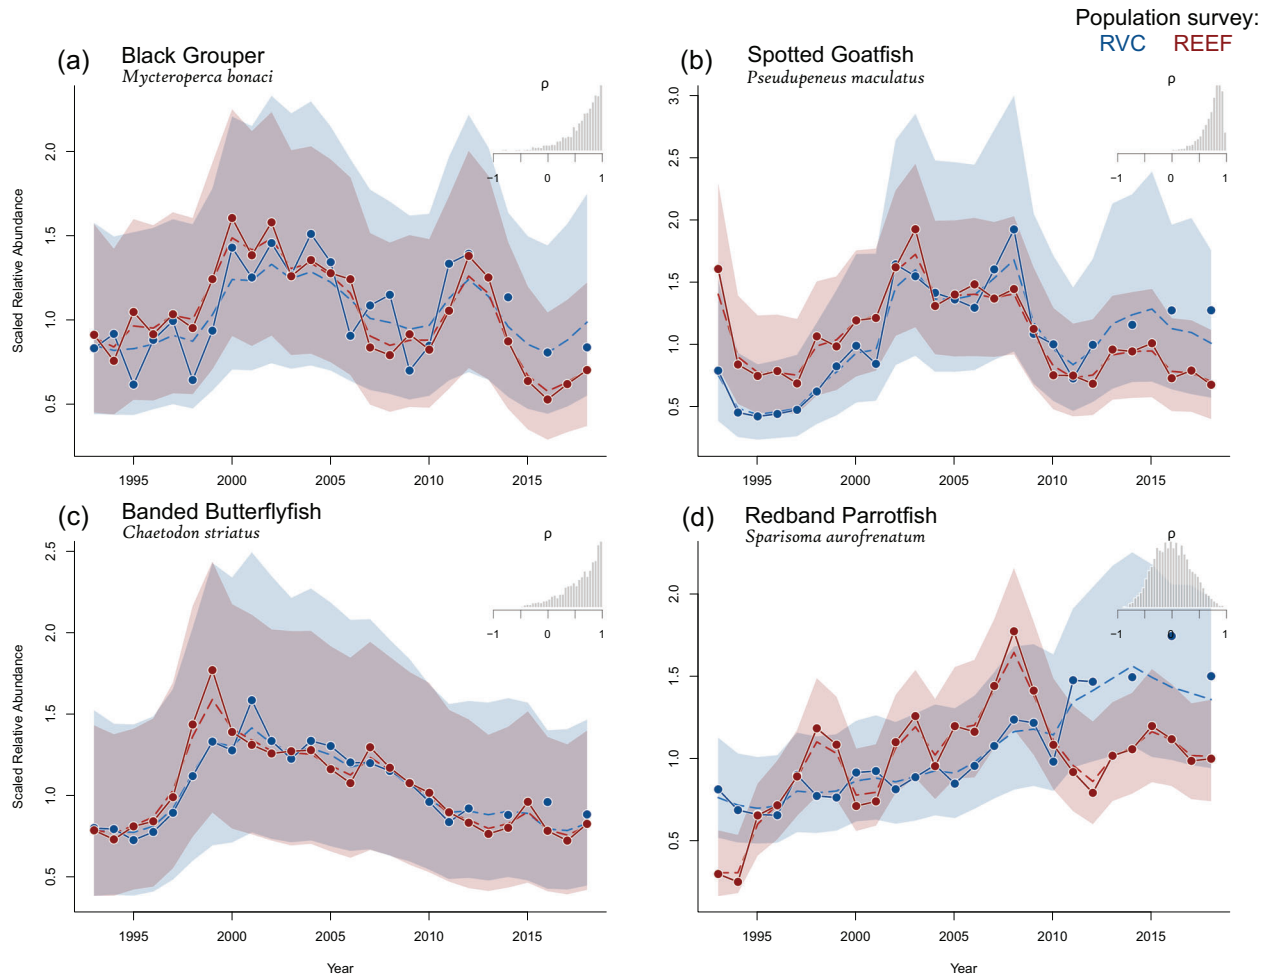 Population survey:
RVC REEF
(a) Black Grouper
Mycteroperca bonaci
ρ
−1 0 1
Scaled Relative Abundance
2.0
1.5
1.0
0.5
1995 2000 2005 2010 2015
(b) Spotted Goatfish
Pseudupeneus maculatus
ρ
−1 0 1
3.0
2.5
2.0
1.5
1.0
0.5
1995 2000 2005 2010 2015
(c) Banded Butterflyfish
Chaetodon striatus
ρ
−1 0 1
Scaled Relative Abundance
2.5
2.0
1.5
1.0
0.5
1995 2000 2005 2010 2015
Year
(d) Redband Parrotfish
Sparisoma aurofrenatum
ρ
−1 0 1
2.0
1.5
1.0
0.5
1995 2000 2005 2010 2015
Year